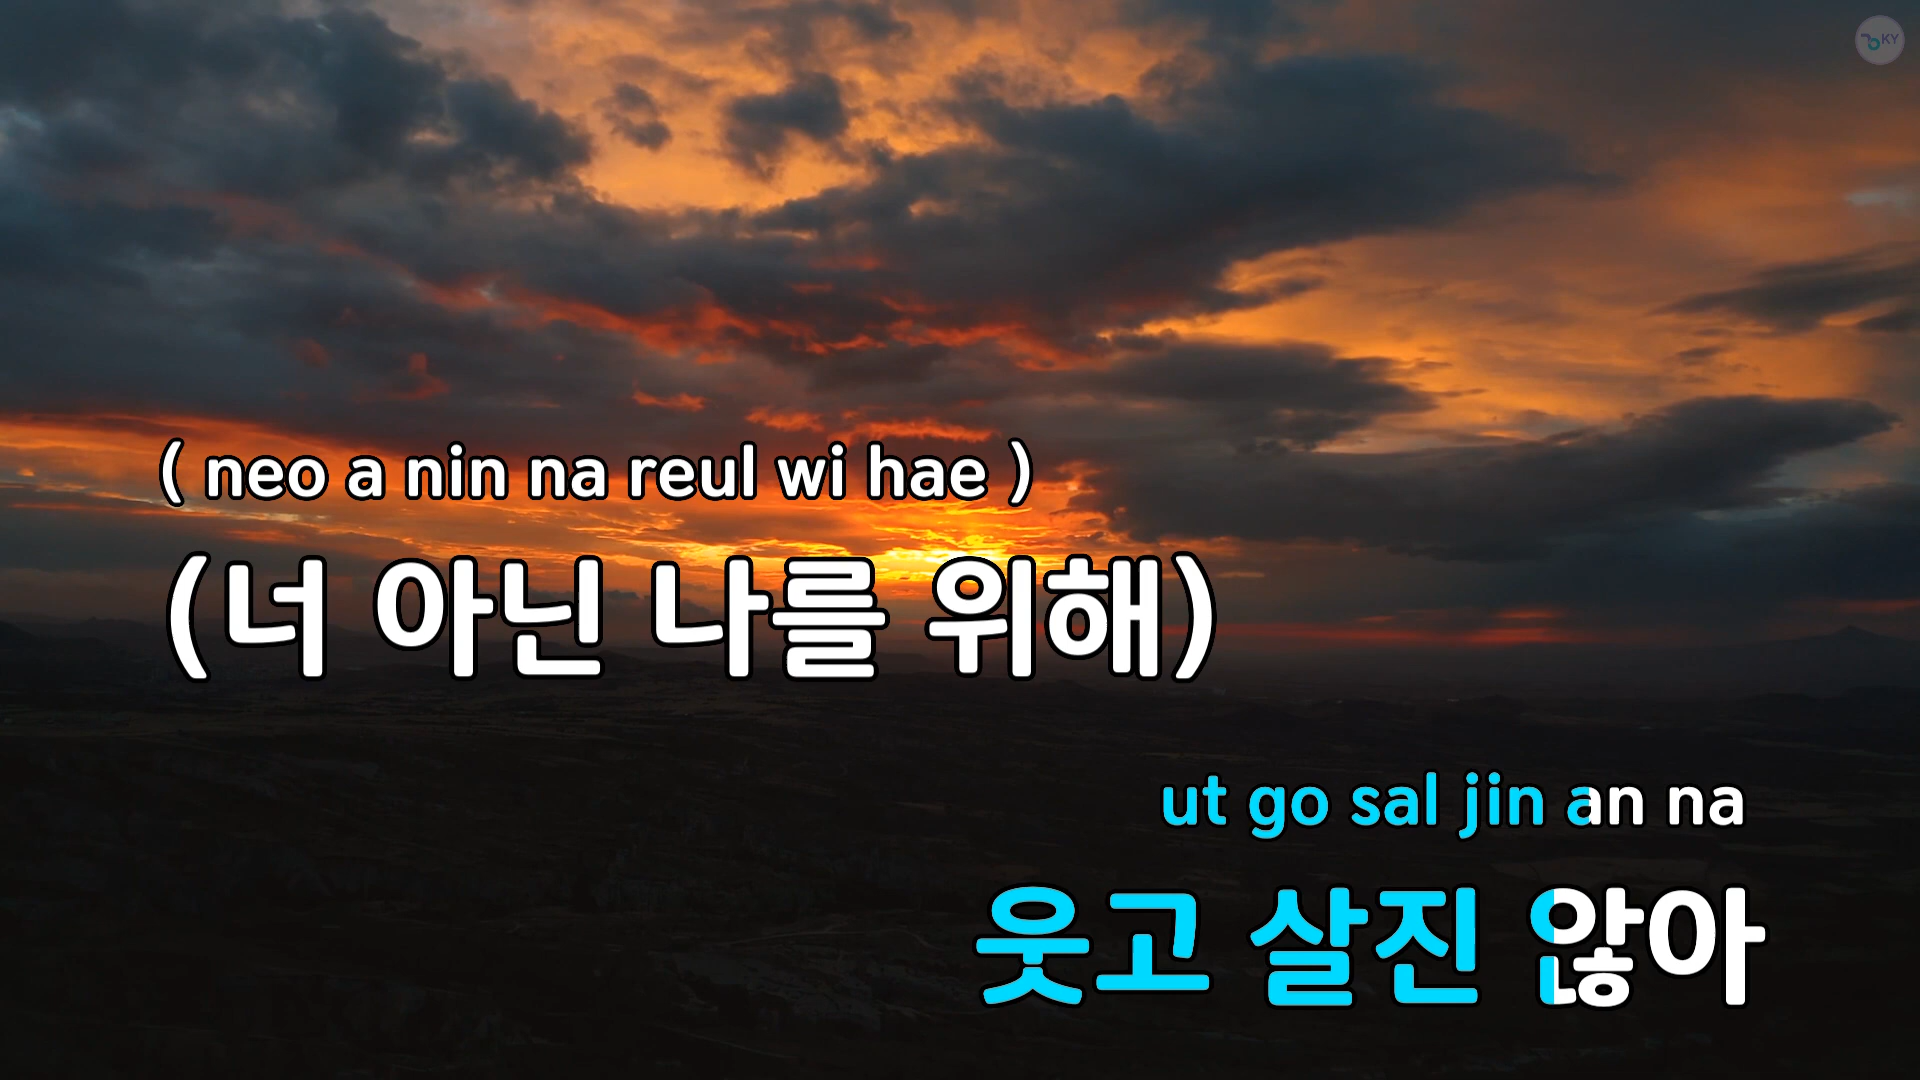 ( neo a nin na reul wi hae )
(너 아닌 나를 위해)
ut go sal jin an na
웃고 살진 않아
KY